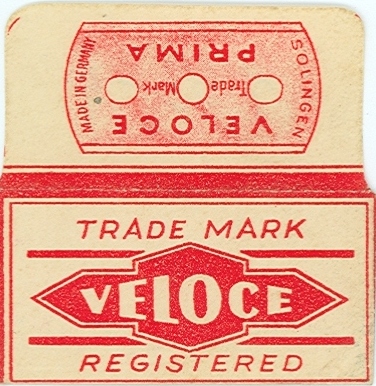 MADE IN GERMANY
SOLINGEN
VELOCE
Trade Mark
PRIMA
TRADE MARK
VELOCE
REGISTERED